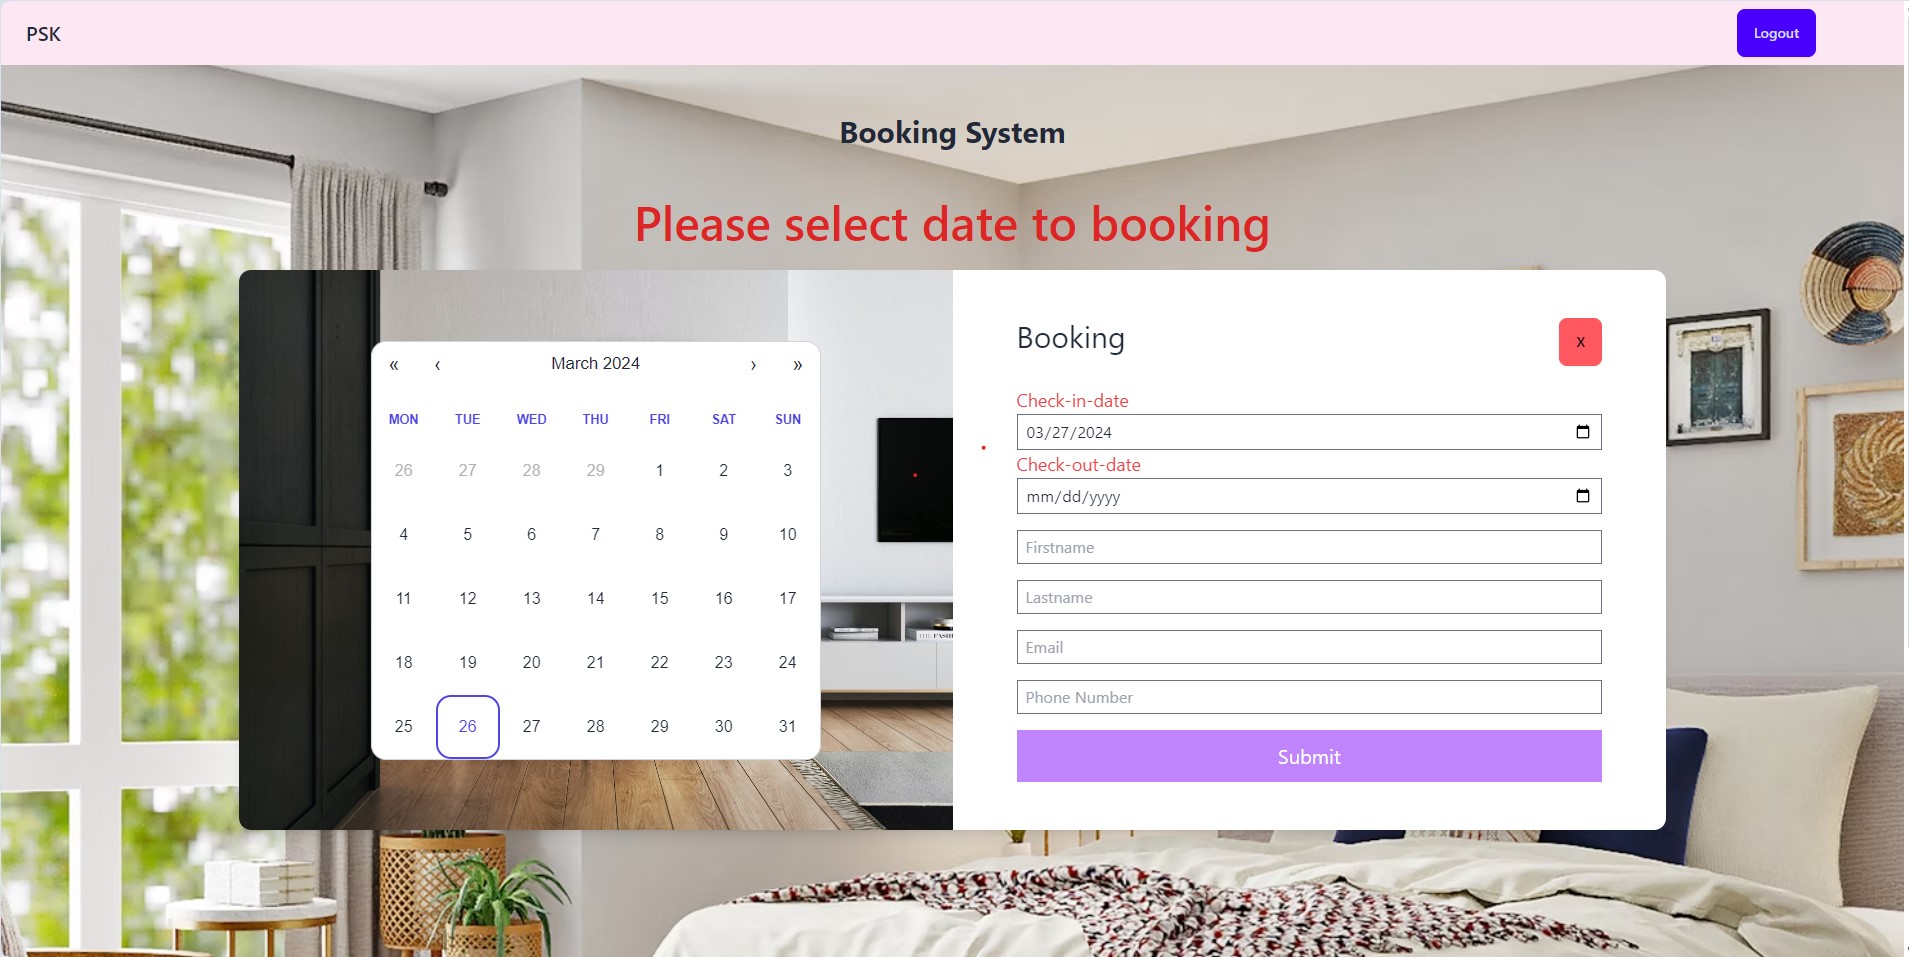 PSK
Logout
Booking System
Please select date to booking
« ‹ March 2024 › »
MON TUE WED THU FRI SAT SUN
26 27 28 29 1 2 3
4 5 6 7 8 9 10
11 12 13 14 15 16 17
18 19 20 21 22 23 24
25 26 27 28 29 30 31
Booking
x
Check-in-date
03/27/2024
Check-out-date
mm/dd/yyyy
Firstname
Lastname
Email
Phone Number
Submit